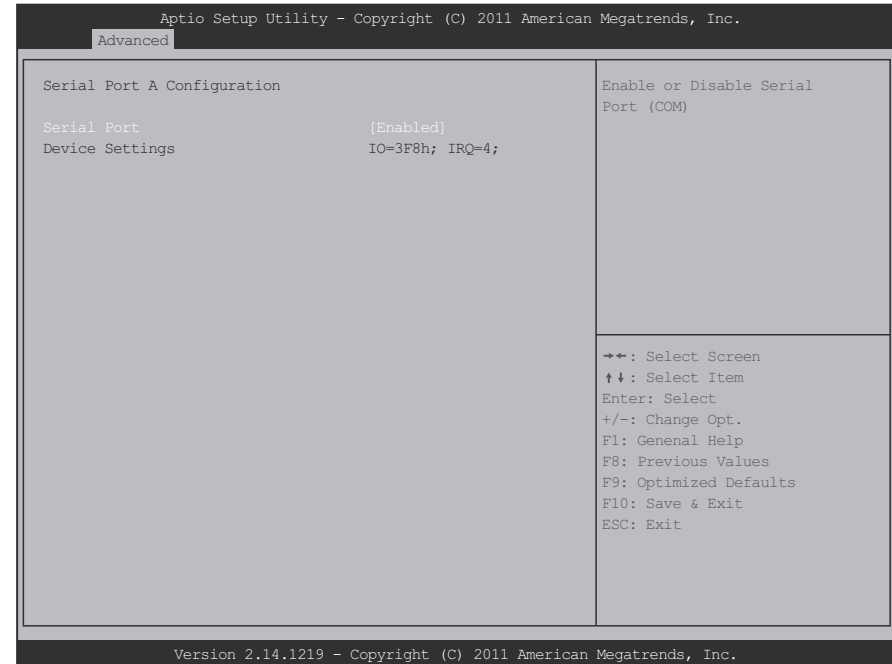 Aptio Setup Utility - Copyright (C) 2011 American Megatrends, Inc.
Advanced
Serial Port A Configuration
Serial Port [Enabled]
Device Settings IO=3F8h; IRQ=4;
Enable or Disable Serial
Port (COM)
→←: Select Screen
↑↓: Select Item
Enter: Select
+/-: Change Opt.
F1: Genenal Help
F8: Previous Values
F9: Optimized Defaults
F10: Save & Exit
ESC: Exit
Version 2.14.1219 - Copyright (C) 2011 American Megatrends, Inc.